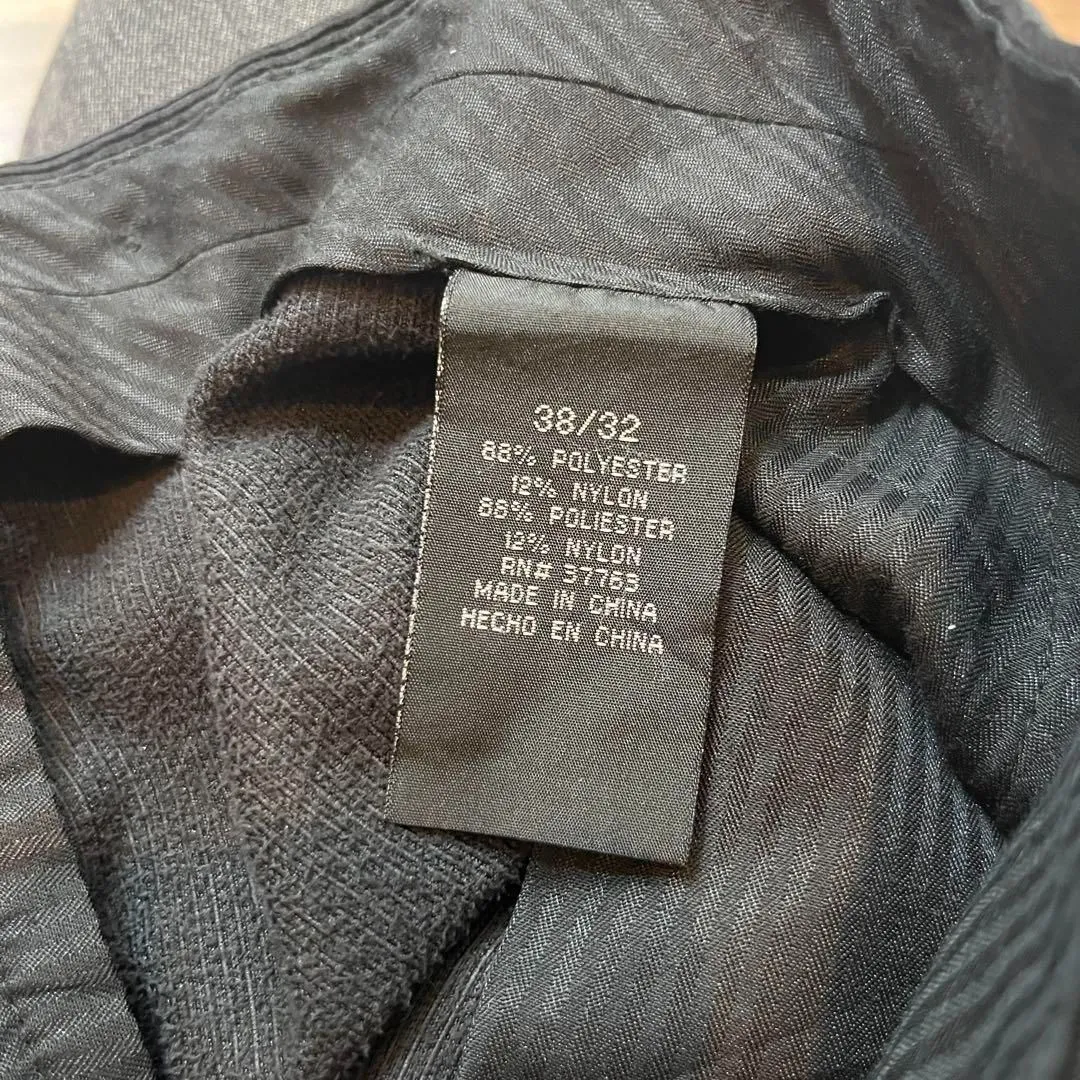 38/32
88% POLYESTER
12% NYLON
88% POLIESTER
12% NYLON
RN# 37763
MADE IN CHINA
HECHO EN CHINA